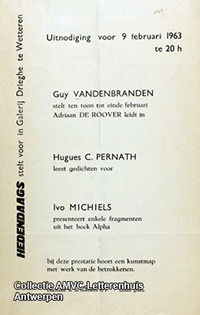 HEDENDAAGS stelt voor in Galerij Drieghe te Wetteren
Uitnodiging voor 9 februari 1963
te 20 h
Guy VANDENBRANDEN
stelt ten toon tot einde februari
Adriaan DE ROOVER leidt in
Hugues C. PERNATH
leest gedichten voor
Ivo MICHIELS
presenteert enkele fragmenten
uit het boek Alpha
bij deze prestatie hoort een kunstmap
met werk van de betrokkenen.
Collectie AMVC-Letterenhuis
Antwerpen